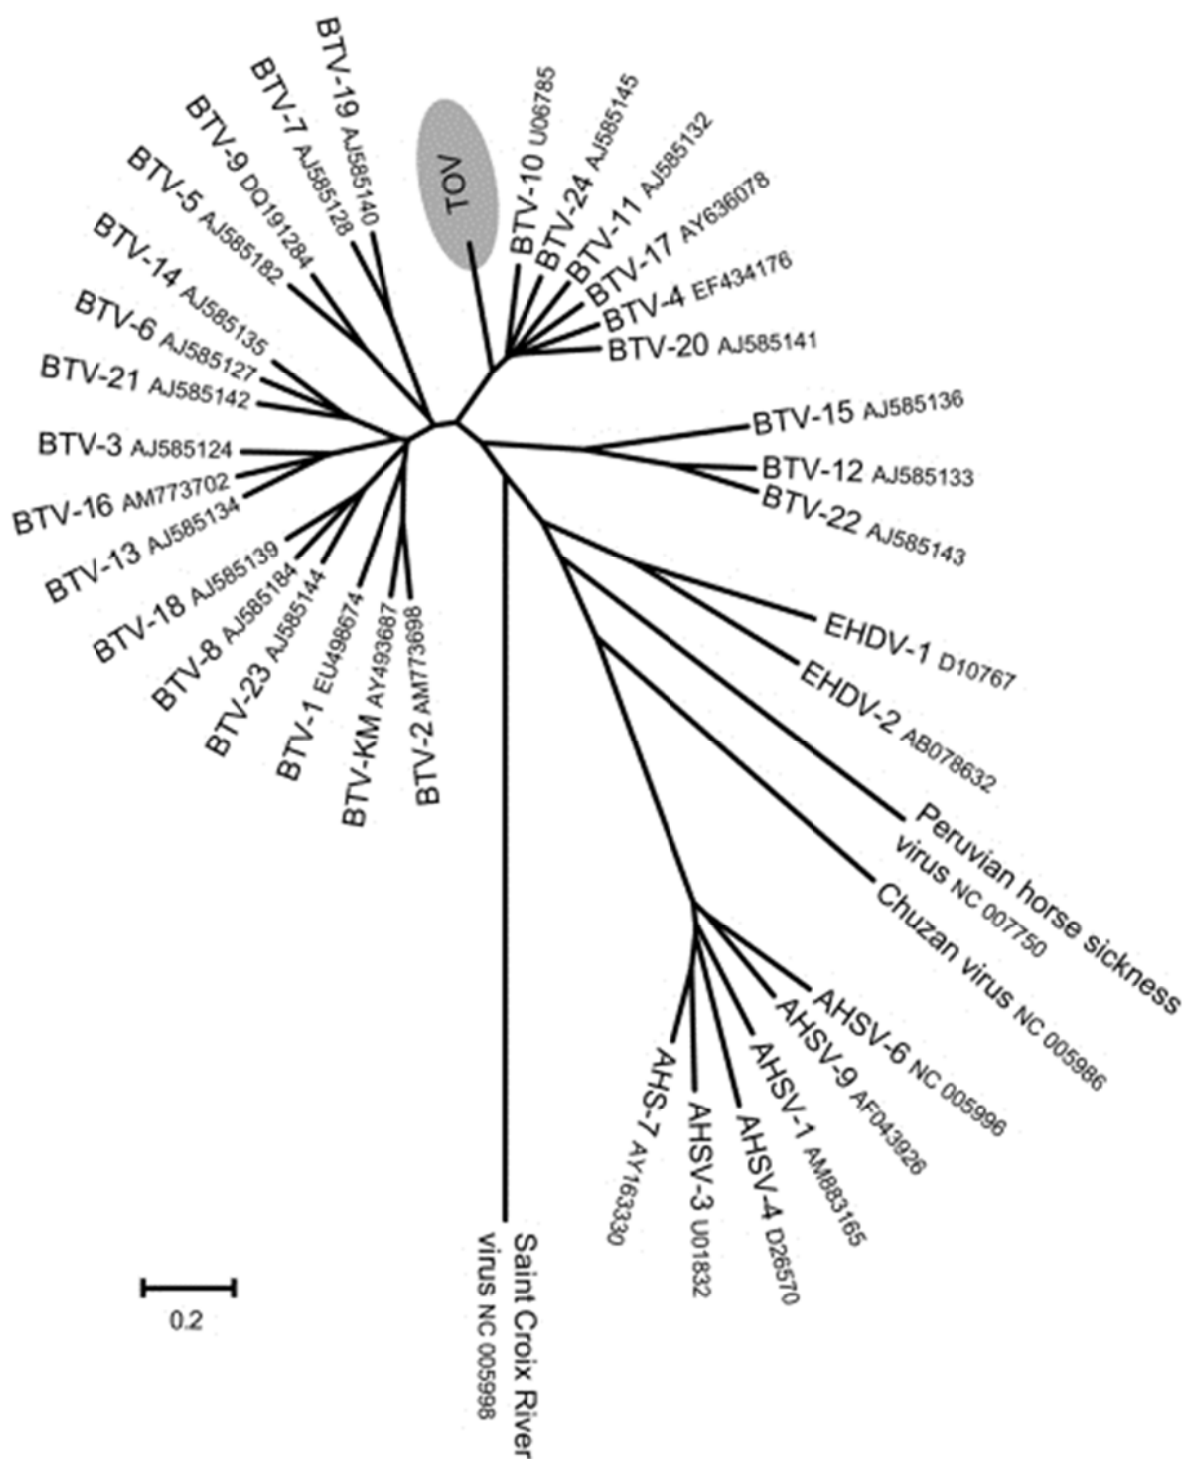 BTV-19 AJ585140
BTV-7 AJ585128
BTV-9 DQ191284
BTV-5 AJ585182
BTV-14 AJ585135
BTV-6 AJ585127
BTV-21 AJ585142
BTV-3 AJ585124
BTV-16 AM773702
BTV-13 AJ585134
BTV-18 AJ585139
BTV-8 AJ585184
BTV-23 AJ585144
BTV-1 EU498674
BTV-KM AY493687
BTV-2 AM773698
TOV
BTV-10 U06785
BTV-24 AJ585145
BTV-11 AJ585132
BTV-17 AY636078
BTV-4 EF434176
BTV-20 AJ585141
BTV-15 AJ585136
BTV-12 AJ585133
BTV-22 AJ585143
EHDV-1 D10767
EHDV-2 AB078632
Peruvian horse sickness
virus NC 007750
Chuzan virus NC 005986
AHSV-6 NC 005996
AHSV-9 AF043926
AHSV-1 AM883165
AHSV-4 D26570
AHSV-3 U01832
AHS-7 AY163330
Saint Croix River
virus NC 005998
0.2